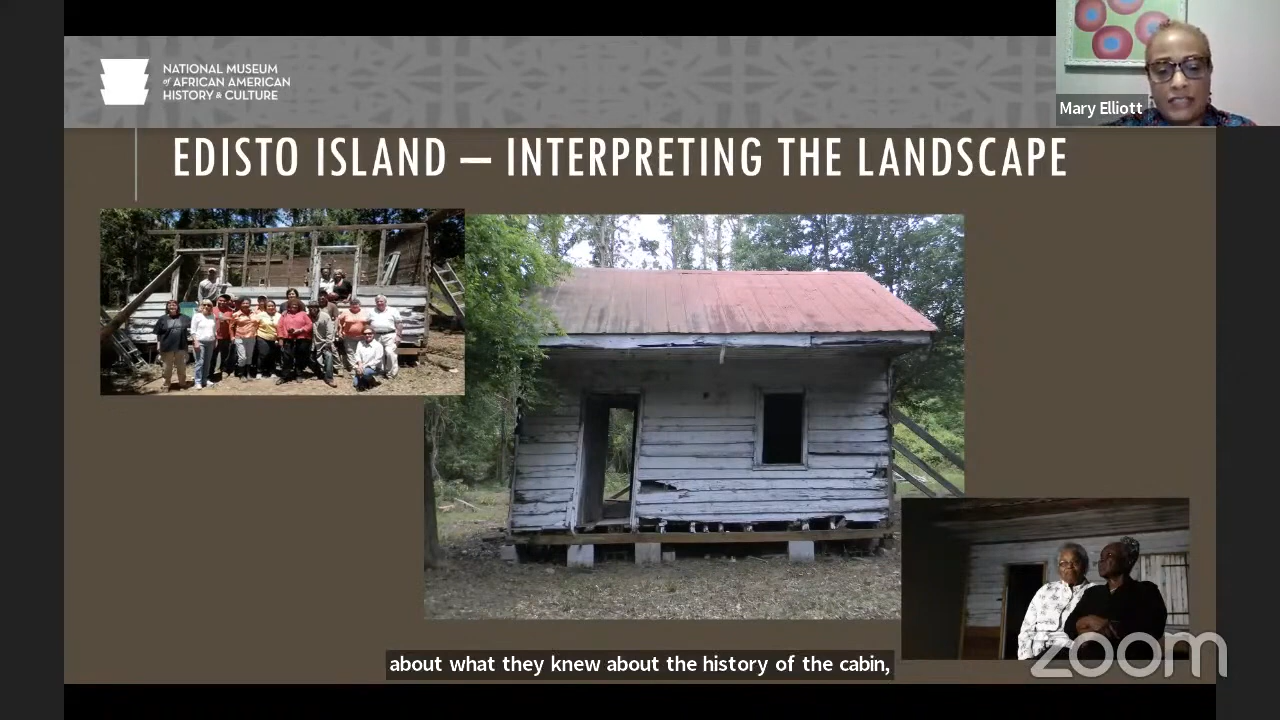 NATIONAL MUSEUM
of AFRICAN AMERICAN
HISTORY & CULTURE
Mary Elliott
EDISTO ISLAND – INTERPRETING THE LANDSCAPE
about what they knew about the history of the cabin,
zoom